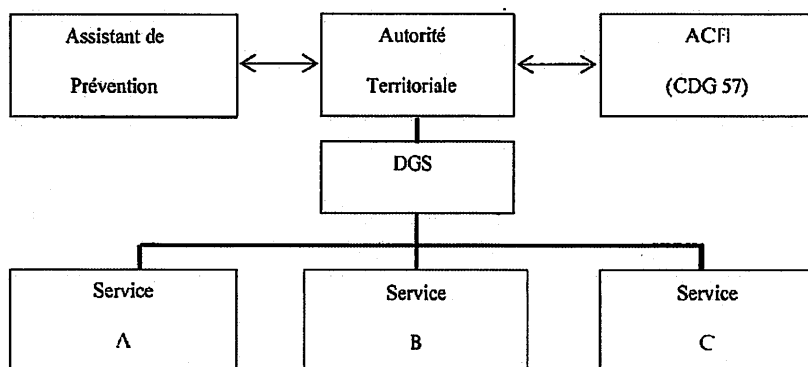 Assistant de
Prévention
Autorité
Territoriale
ACFI
(CDG 57)
DGS
Service
A
Service
B
Service
C